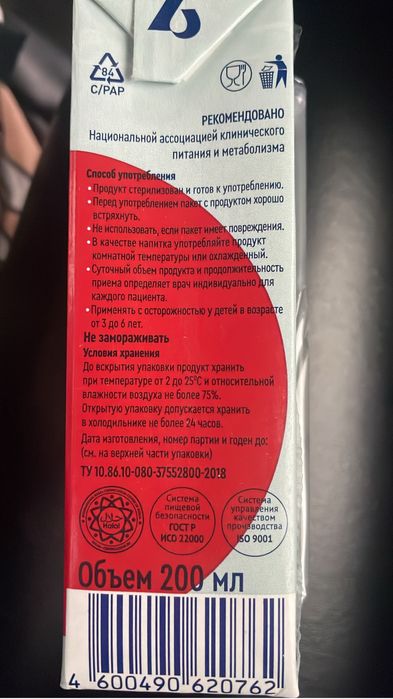 84
C/PAP
РЕКОМЕНДОВАНО
Национальной ассоциацией клинического
питания и метаболизма
Способ употребления
• Продукт стерилизован и готов к употреблению.
• Перед употреблением пакет с продуктом хорошо
встряхнуть.
• Не использовать, если пакет имеет повреждения.
• В качестве напитка употребляйте продукт
комнатной температуры или охлажденный.
• Суточный объем продукта и продолжительность
приема определяет врач индивидуально для
каждого пациента.
• Применять с осторожностью у детей в возрасте
от 3 до 6 лет.
Не замораживать
Условия хранения
До вскрытия упаковки продукт хранить
при температуре от 2 до 25°С и относительной
влажности воздуха не более 75%.
Открытую упаковку допускается хранить
в холодильнике не более 24 часов.
Дата изготовления, номер партии и годен до:
(см. на верхней части упаковки)
ТУ 10.86.10-080-37552800-2018
حلال
Halal
Система
пищевой
безопасности
ГОСТ Р
ИСО 22000
Система
управления
качеством
производства
ISO 9001
Объем 200 мл
4 600490 620762